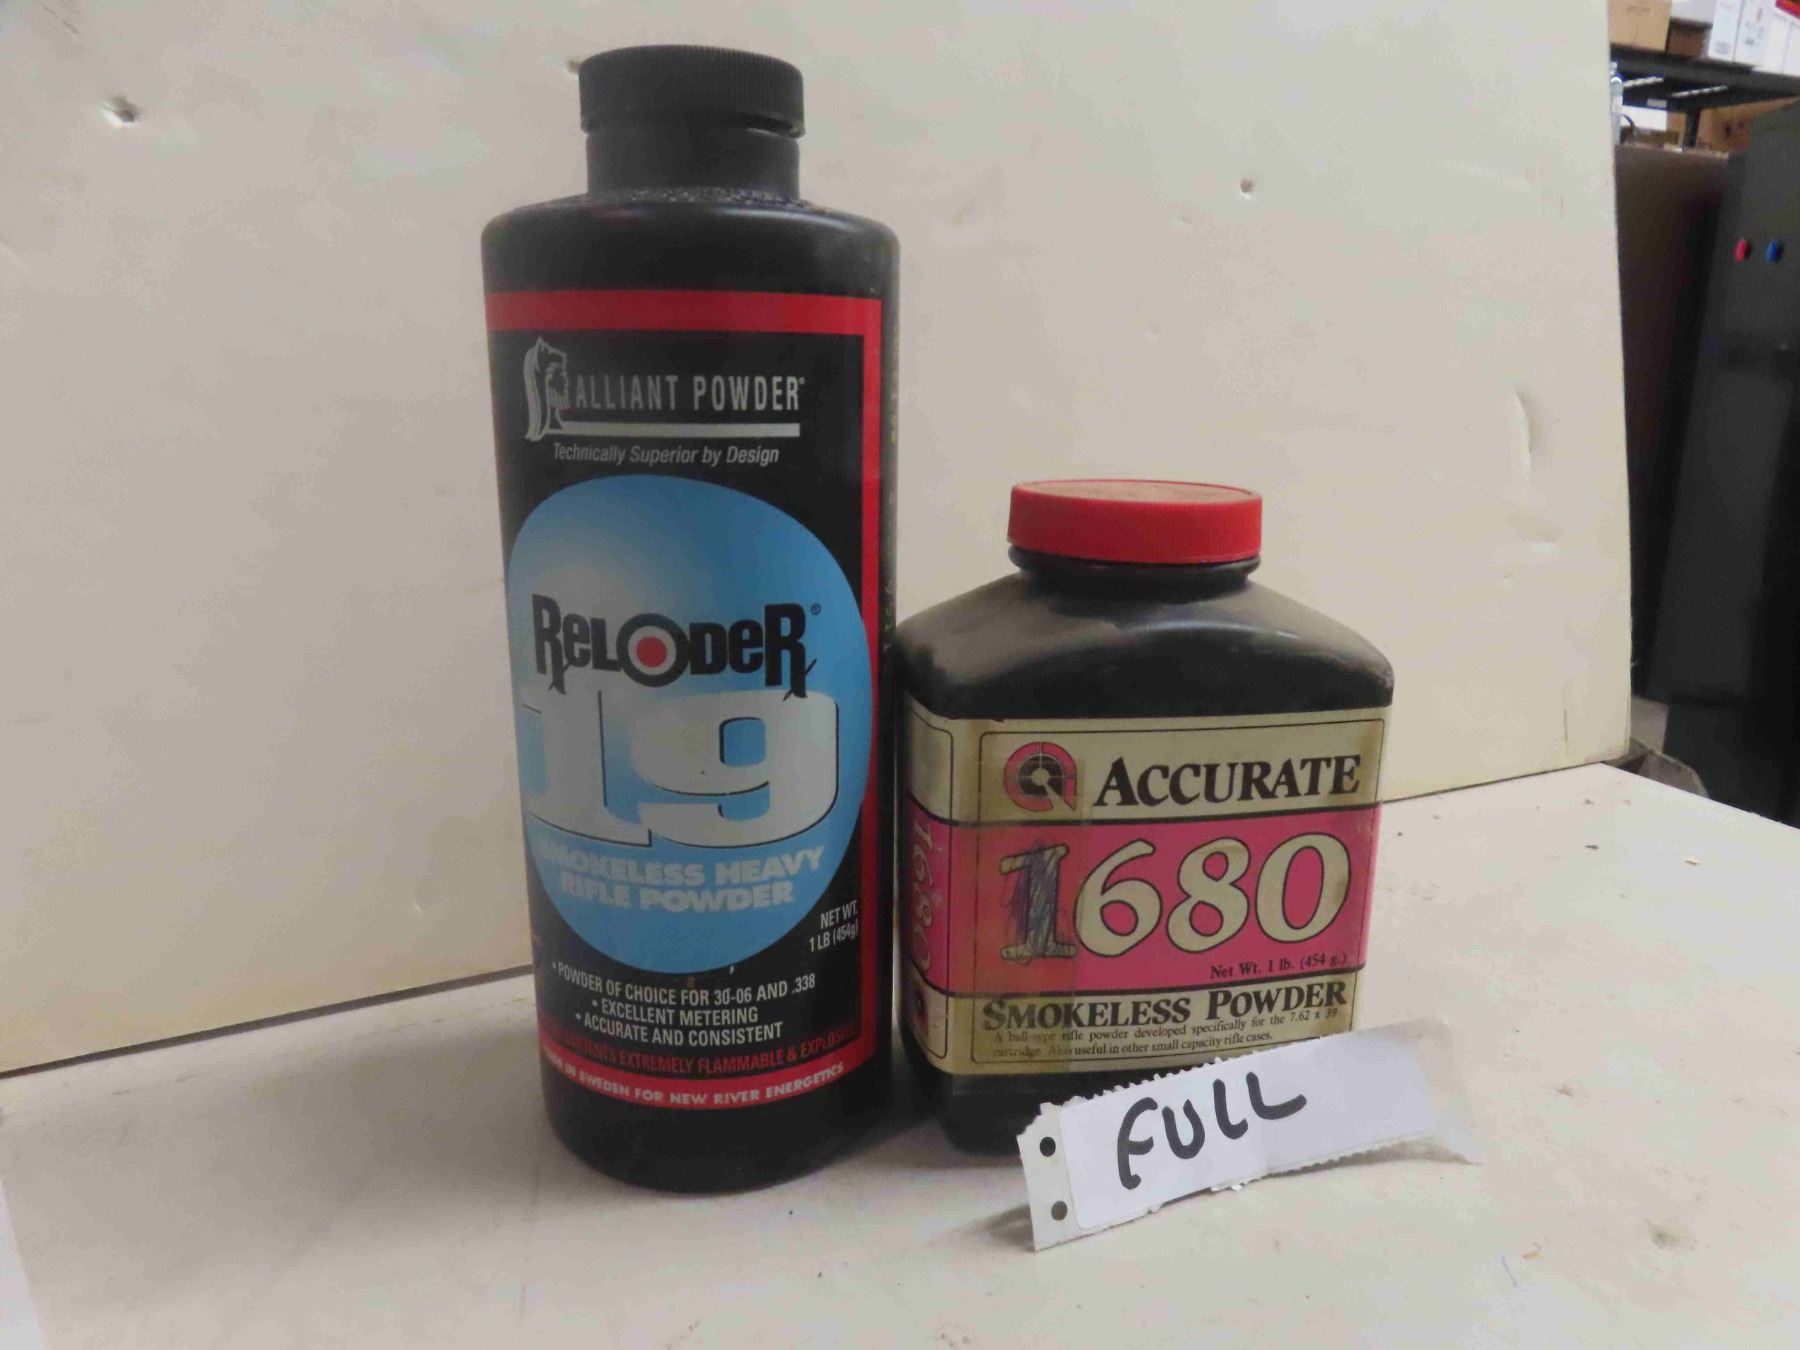 ALLIANT POWDER®
Technically Superior by Design
RELODER®
19
SMOKELESS HEAVY
RIFLE POWDER
NET WT.
1 LB (454g)
• POWDER OF CHOICE FOR 30-06 AND .338
• EXCELLENT METERING
• ACCURATE AND CONSISTENT
CONTENTS EXTREMELY FLAMMABLE & EXPLOSIVE
MADE IN SWEDEN FOR NEW RIVER ENERGETICS
ACCURATE
1680
1680
Net Wt. 1 lb. (454 g.)
SMOKELESS POWDER
A ball-type rifle powder developed specifically for the 7.62 x 39
cartridge. Also useful in other small capacity rifle cases.
FULL